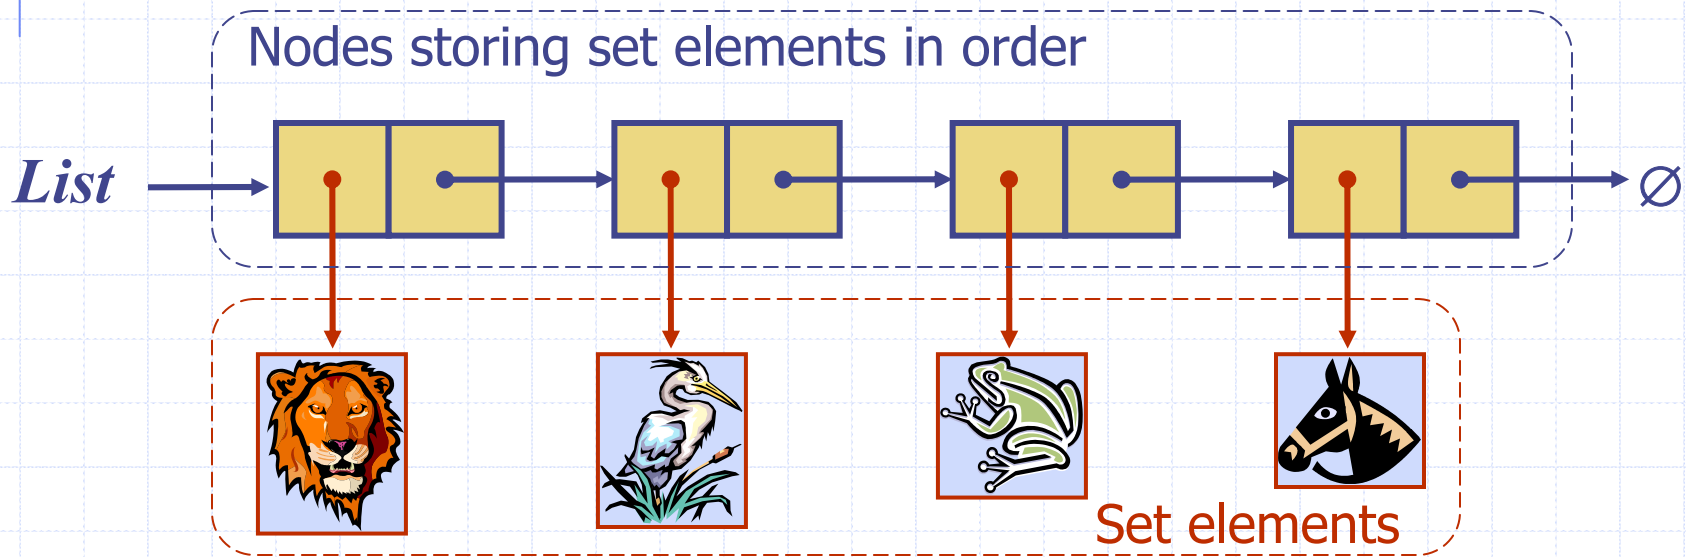 Nodes storing set elements in order
List
∅
Set elements